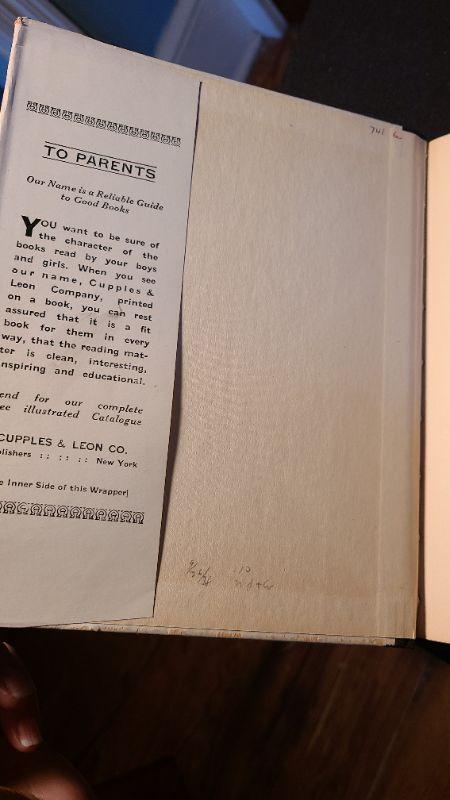 TO PARENTS
Our Name is a Reliable Guide
to Good Books
YOU want to be sure of
the character of the
books read by your boys
and girls. When you see
our name, Cupples &
Leon Company, printed
on a book, you can rest
assured that it is a fit
book for them in every
way, that the reading mat-
ter is clean, interesting,
nspiring and educational.
end for our complete
ee illustrated Catalogue
CUPPLES & LEON CO.
blishers :: :: :: New York
e Inner Side of this Wrapper]
741
.10